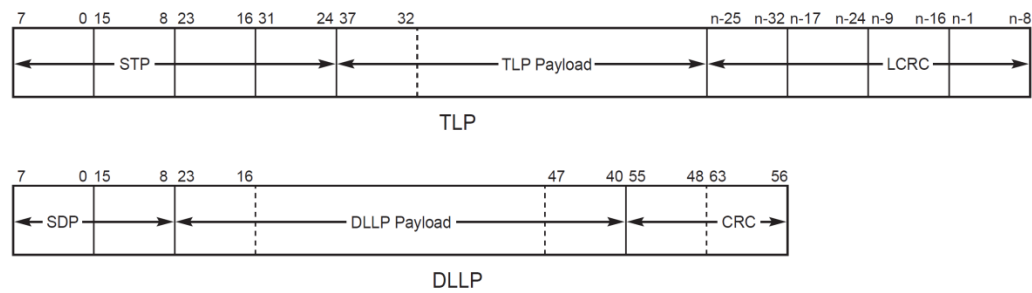 7 0 15 8 23 16 31 24 37 32 n-25 n-32 n-17 n-24 n-9 n-16 n-1 n-8
STP TLP Payload LCRC
TLP
7 0 15 8 23 16 47 40 55 48 63 56
SDP DLLP Payload CRC
DLLP